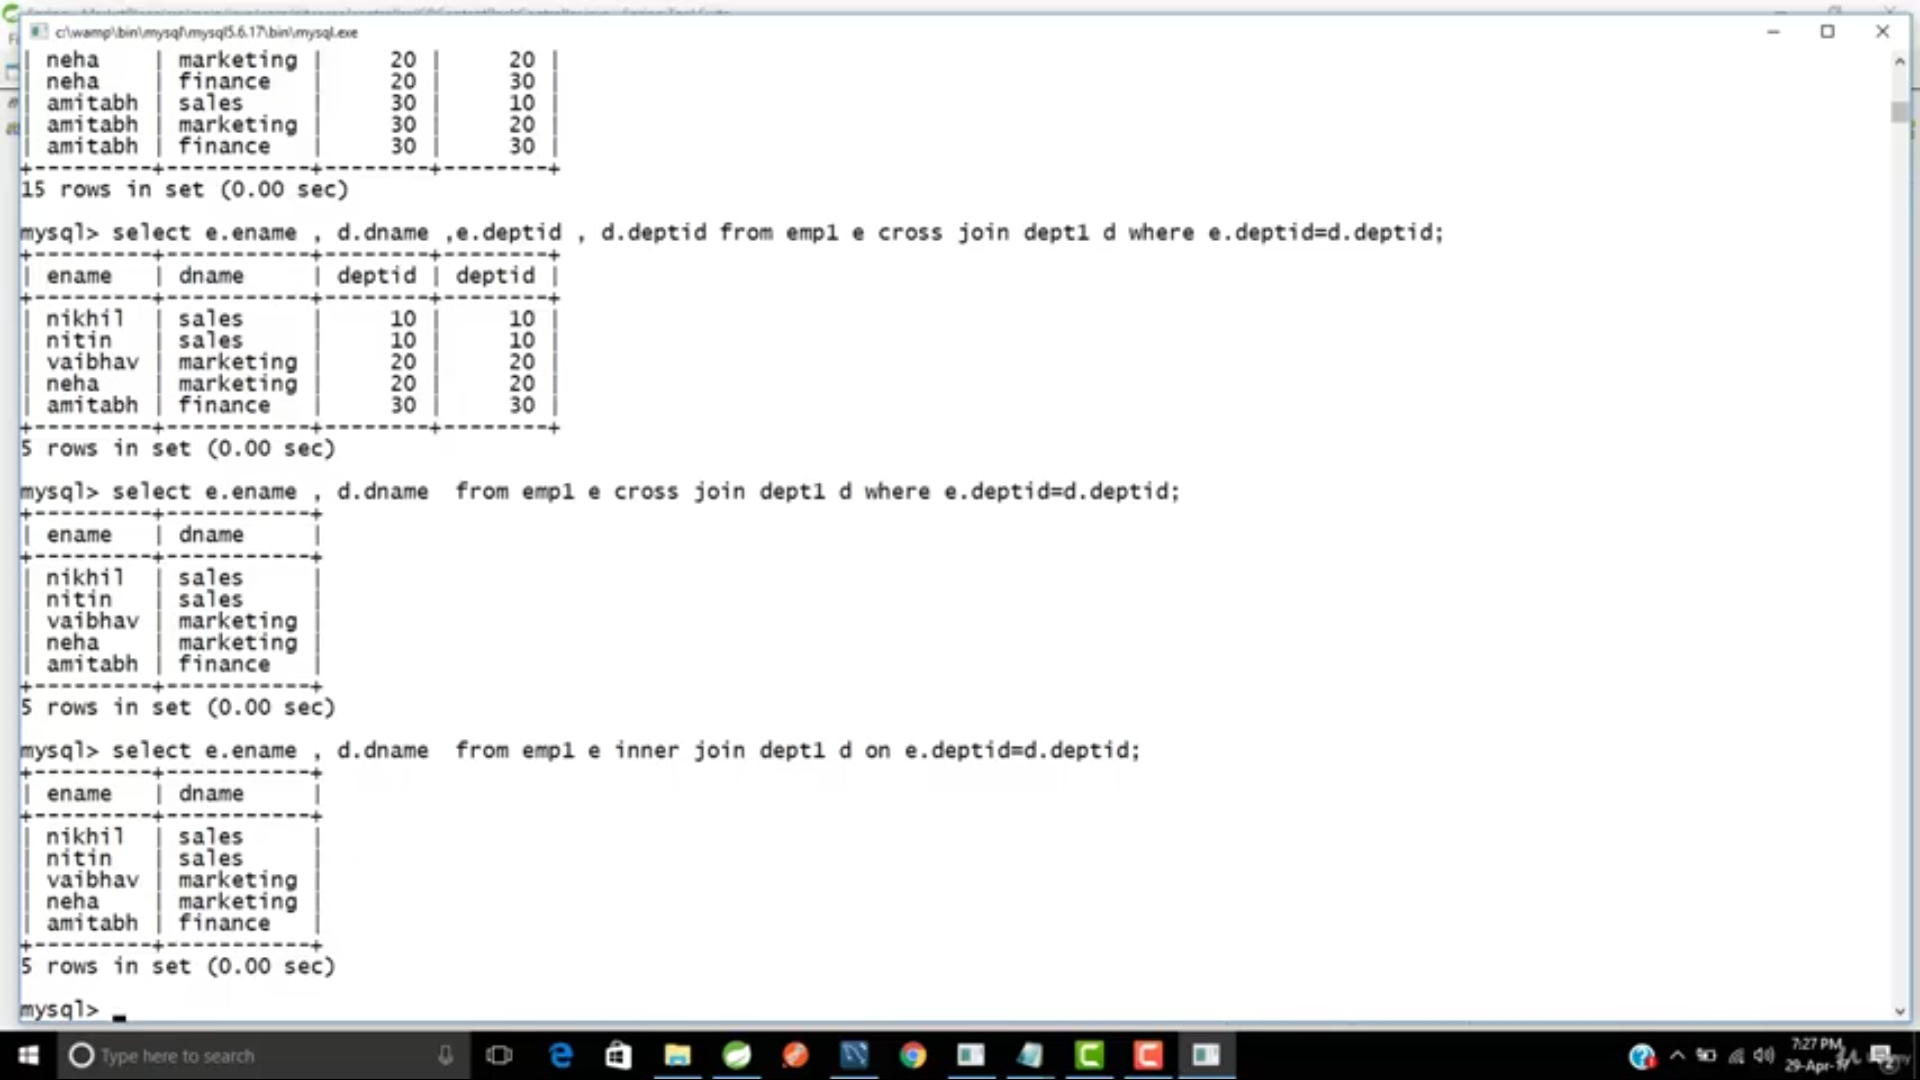 c:\wamp\bin\mysql\mysql5.6.17\bin\mysql.exe
| neha | marketing | 20 | 20 |
| neha | finance | 20 | 30 |
| amitabh | sales | 30 | 10 |
| amitabh | marketing | 30 | 20 |
| amitabh | finance | 30 | 30 |
+---------+-----------+--------+--------+
15 rows in set (0.00 sec)
mysql> select e.ename , d.dname ,e.deptid , d.deptid from emp1 e cross join dept1 d where e.deptid=d.deptid;
+---------+-----------+--------+--------+
| ename | dname | deptid | deptid |
+---------+-----------+--------+--------+
| nikhil | sales | 10 | 10 |
| nitin | sales | 10 | 10 |
| vaibhav | marketing | 20 | 20 |
| neha | marketing | 20 | 20 |
| amitabh | finance | 30 | 30 |
+---------+-----------+--------+--------+
5 rows in set (0.00 sec)
mysql> select e.ename , d.dname  from emp1 e cross join dept1 d where e.deptid=d.deptid;
+---------+-----------+
| ename | dname |
+---------+-----------+
| nikhil | sales |
| nitin | sales |
| vaibhav | marketing |
| neha | marketing |
| amitabh | finance |
+---------+-----------+
5 rows in set (0.00 sec)
mysql> select e.ename , d.dname  from emp1 e inner join dept1 d on e.deptid=d.deptid;
+---------+-----------+
| ename | dname |
+---------+-----------+
| nikhil | sales |
| nitin | sales |
| vaibhav | marketing |
| neha | marketing |
| amitabh | finance |
+---------+-----------+
5 rows in set (0.00 sec)
mysql> _
Type here to search
7:27 PM
29-Apr-17